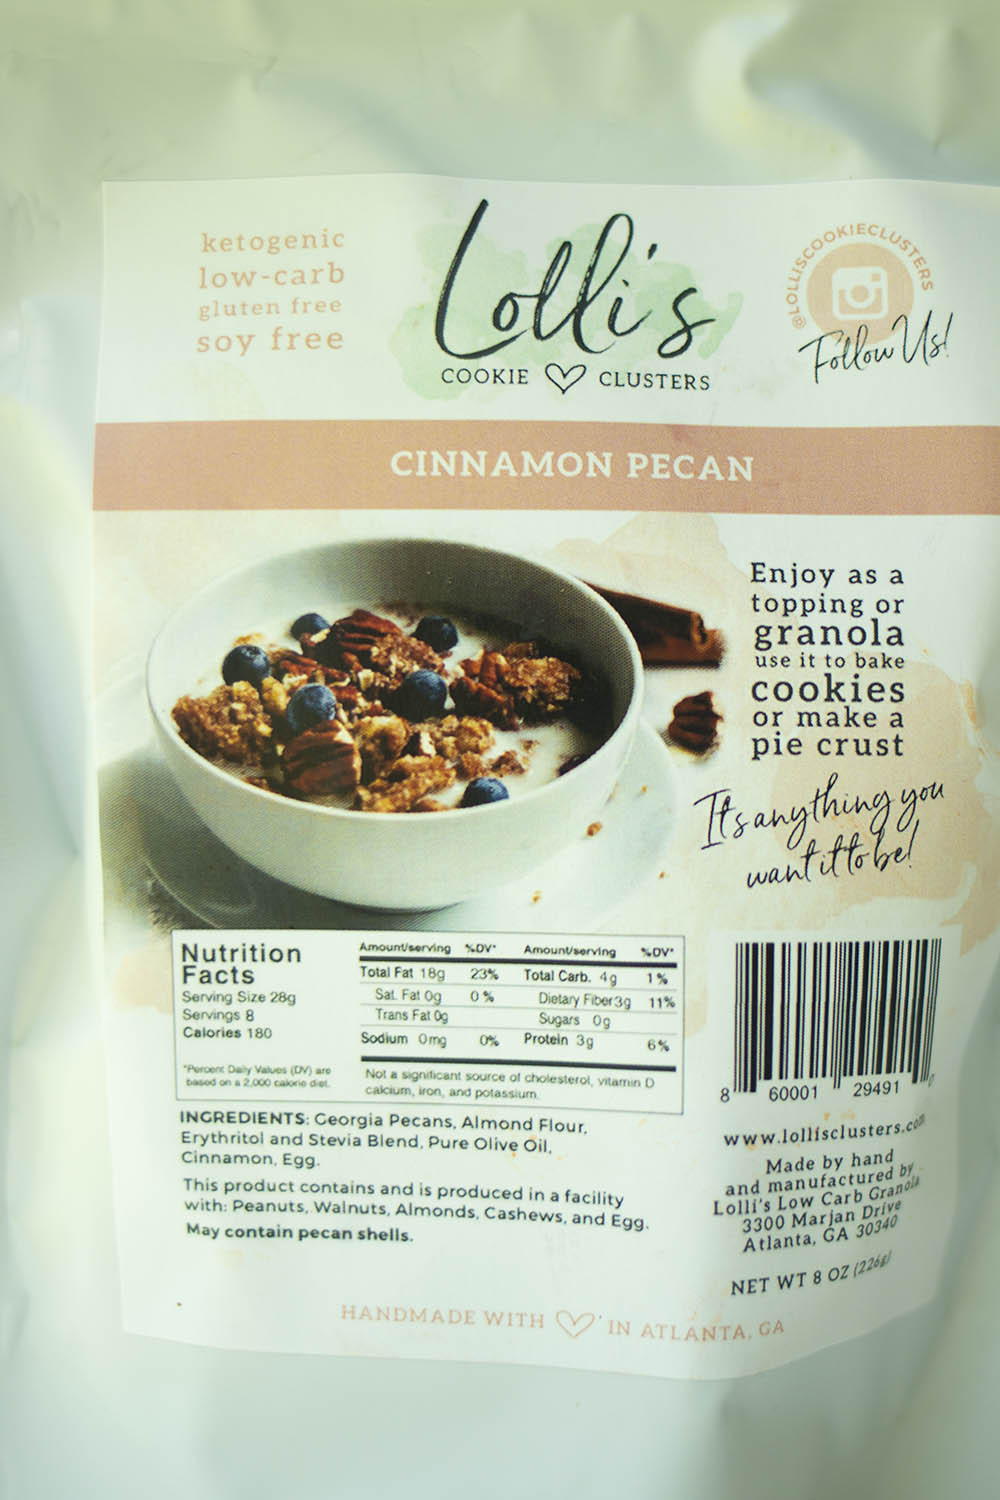 ketogenic
low-carb
gluten free
soy free
Lolli's
COOKIE CLUSTERS
@LOLLISCOOKIECLUSTERS
Follow Us!
CINNAMON PECAN
Enjoy as a
topping or
granola
use it to bake
cookies
or make a
pie crust
It's anything you
want it to be!
Nutrition
Facts
Serving Size 28g
Servings 8
Calories 180
*Percent Daily Values (DV) are
based on a 2,000 calorie diet.
Amount/serving %DV* Amount/serving %DV*
Total Fat 18g 23% Total Carb. 4g 1%
Sat. Fat 0g 0% Dietary Fiber 3g 11%
Trans Fat 0g Sugars 0g
Sodium 0mg 0% Protein 3g 6%
Not a significant source of cholesterol, vitamin D
calcium, iron, and potassium.
INGREDIENTS: Georgia Pecans, Almond Flour,
Erythritol and Stevia Blend, Pure Olive Oil,
Cinnamon, Egg.
This product contains and is produced in a facility
with: Peanuts, Walnuts, Almonds, Cashews, and Egg.
May contain pecan shells.
8 60001 29491 0
www.lollisclusters.com
Made by hand
and manufactured by
Lolli's Low Carb Granola
3300 Marjan Drive
Atlanta, GA 30340
NET WT 8 OZ (226g)
HANDMADE WITH IN ATLANTA, GA